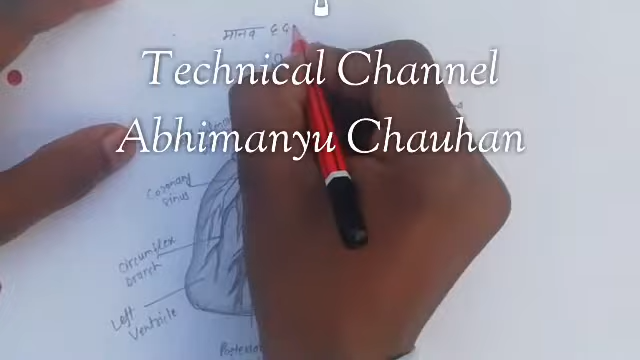 मानव
Technical Channel
Abhimanyu Chauhan
Coronary
sinus
circumflex
branch
Left
Ventricle